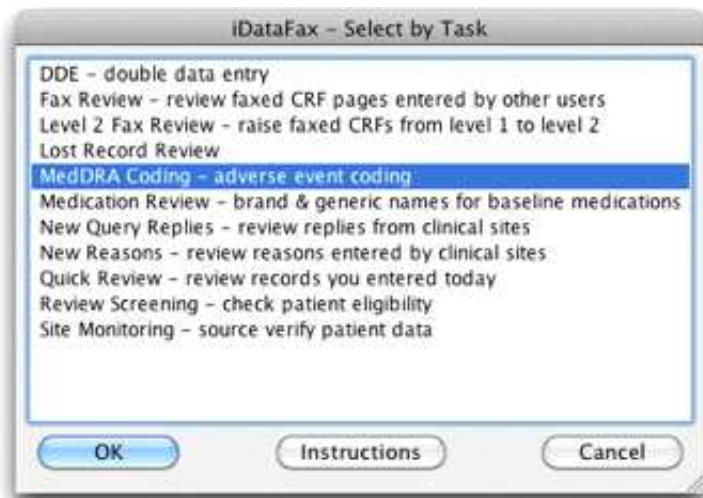 iDataFax – Select by Task
DDE – double data entry
Fax Review – review faxed CRF pages entered by other users
Level 2 Fax Review – raise faxed CRFs from level 1 to level 2
Lost Record Review
MedDRA Coding – adverse event coding
Medication Review – brand & generic names for baseline medications
New Query Replies – review replies from clinical sites
New Reasons – review reasons entered by clinical sites
Quick Review – review records you entered today
Review Screening – check patient eligibility
Site Monitoring – source verify patient data
OK Instructions Cancel